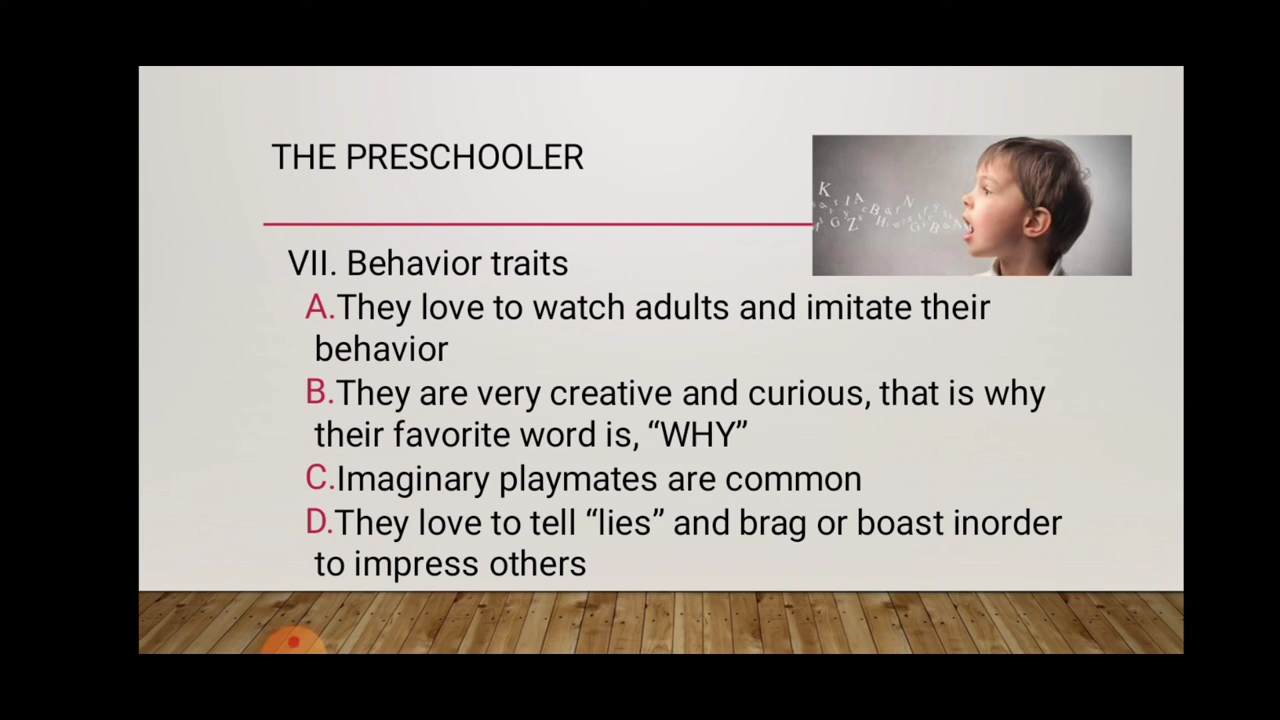 THE PRESCHOOLER
VII. Behavior traits
A.They love to watch adults and imitate their
behavior
B.They are very creative and curious, that is why
their favorite word is, “WHY”
C.Imaginary playmates are common
D.They love to tell “lies” and brag or boast inorder
to impress others